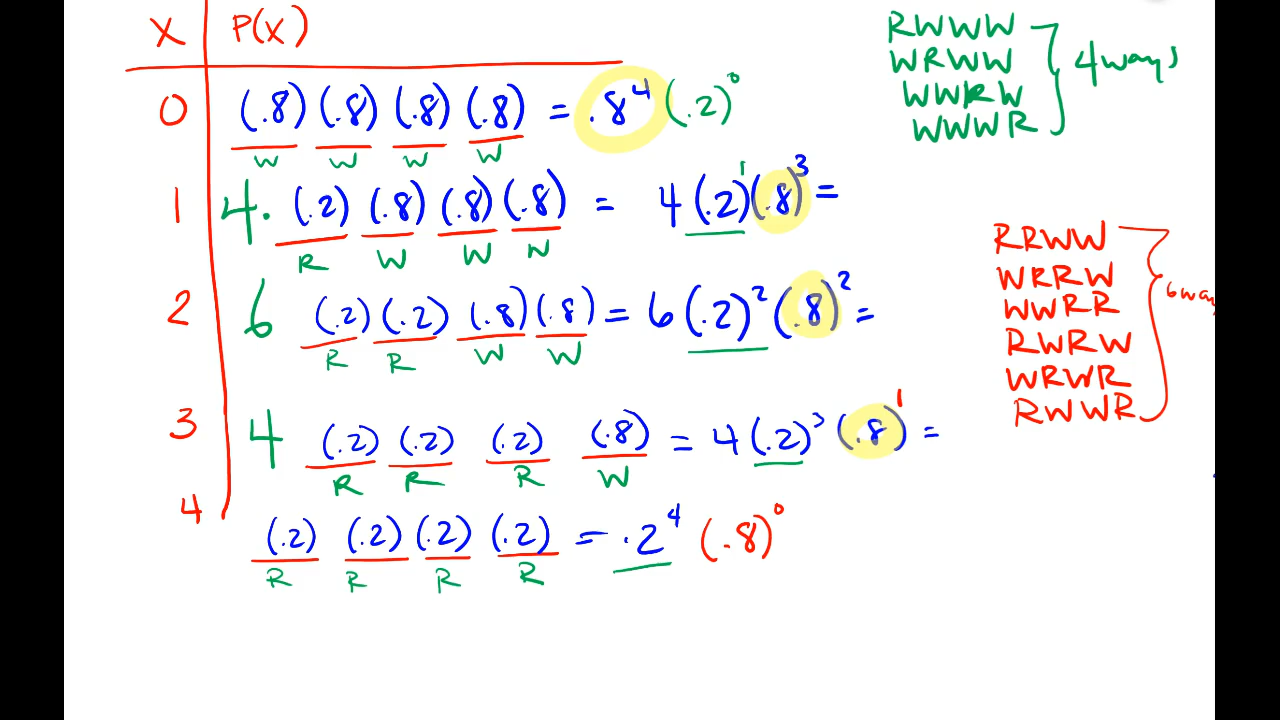 X P(X)
0 (.8) (.8) (.8) (.8) = .8⁴ (.2)⁰
W W W W
1 4· (.2) (.8) (.8) (.8) = 4 (.2)¹ (.8)³ =
R W W W
2 6 (.2) (.2) (.8) (.8) = 6 (.2)² (.8)² =
R R W W
3 4 (.2) (.2) (.2) (.8) = 4 (.2)³ (.8)¹ =
R R R W
4 (.2) (.2) (.2) (.2) = .2⁴ (.8)⁰
R R R R
RWWW
WRWW
WWRW
WWWR
4 ways
RRWW
WRRW
WWRR
RWRW
WRWR
RWWR
6 way